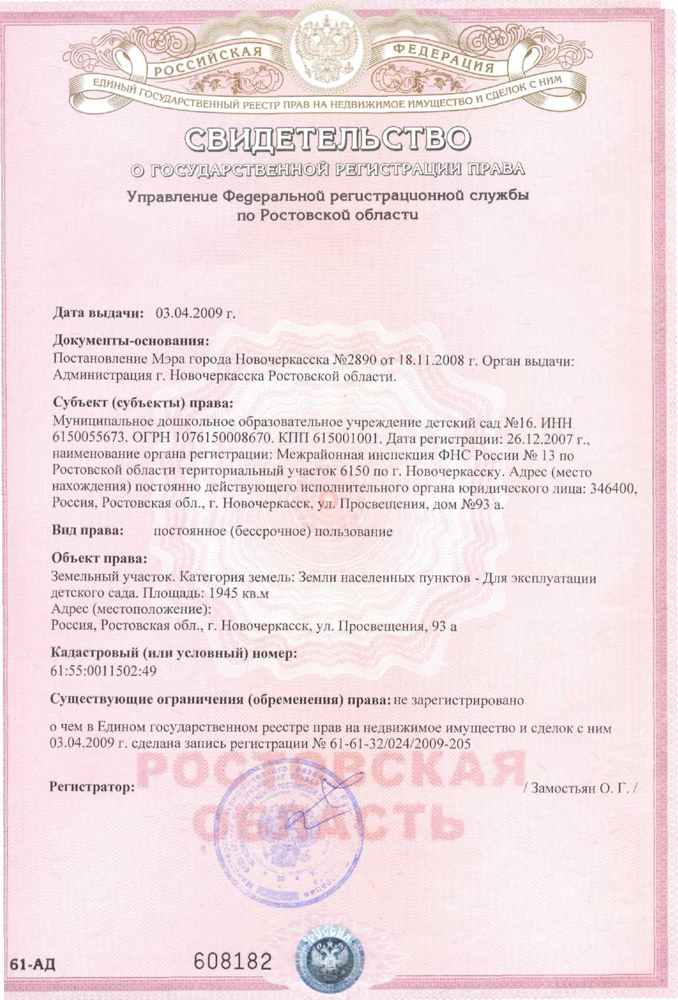 РОССИЙСКАЯ ФЕДЕРАЦИЯ
ЕДИНЫЙ ГОСУДАРСТВЕННЫЙ РЕЕСТР ПРАВ НА НЕДВИЖИМОЕ ИМУЩЕСТВО И СДЕЛОК С НИМ
СВИДЕТЕЛЬСТВО
О ГОСУДАРСТВЕННОЙ РЕГИСТРАЦИИ ПРАВА
Управление Федеральной регистрационной службы
по Ростовской области
Дата выдачи: 03.04.2009 г.
Документы-основания:
Постановление Мэра города Новочеркасска №2890 от 18.11.2008 г. Орган выдачи:
Администрация г. Новочеркасска Ростовской области.
Субъект (субъекты) права:
Муниципальное дошкольное образовательное учреждение детский сад №16. ИНН
6150055673. ОГРН 1076150008670. КПП 615001001. Дата регистрации: 26.12.2007 г.,
наименование органа регистрации: Межрайонная инспекция ФНС России № 13 по
Ростовской области териториальный участок 6150 по г. Новочеркасску. Адрес (место
нахождения) постоянно действующего исполнительного органа юридического лица: 346400,
Россия, Ростовская обл., г. Новочеркасск, ул. Просвещения, дом №93 а.
Вид права: постоянное (бессрочное) пользование
Объект права:
Земельный участок. Категория земель: Земли населенных пунктов - Для эксплуатации
детского сада. Площадь: 1945 кв.м
Адрес (местоположение):
Россия, Ростовская обл., г. Новочеркасск, ул. Просвещения, 93 а
Кадастровый (или условный) номер:
61:55:0011502:49
Существующие ограничения (обременения) права: не зарегистрировано
о чем в Едином государственном реестре прав на недвижимое имущество и сделок с ним
03.04.2009 г. сделана запись регистрации № 61-61-32/024/2009-205
РОСТОВСКАЯ
ОБЛАСТЬ
Регистратор: / Замостьян О. Г. /
РОССИЯ
61-АД 608182